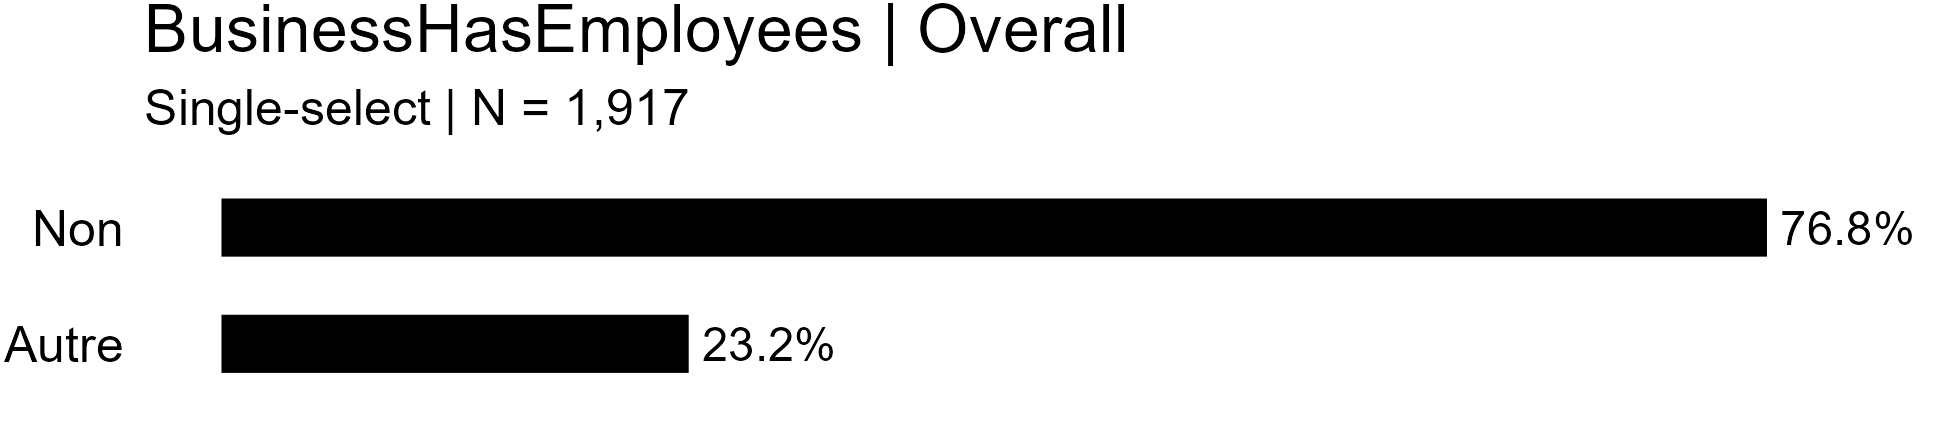 BusinessHasEmployees | Overall
Single-select | N = 1,917
Non 76.8%
Autre 23.2%